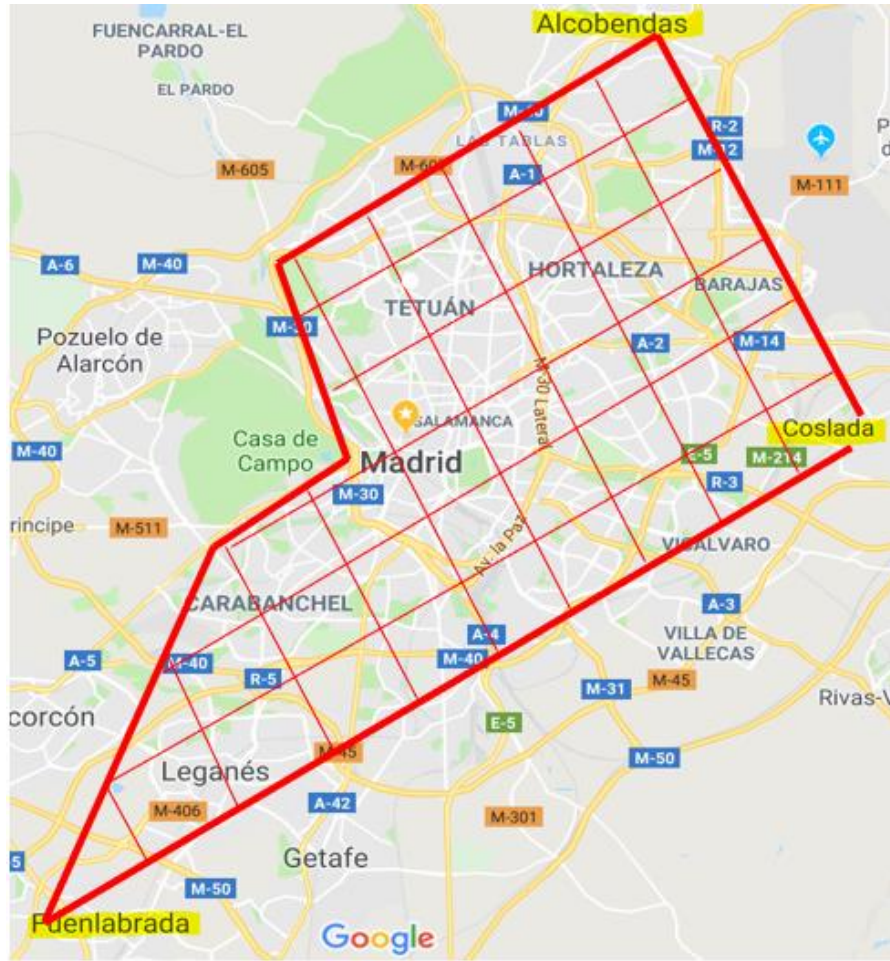 Alcobendas
FUENCARRAL-EL
PARDO
EL PARDO
M-40
R-2
LAS TABLAS
M-12
M-605
A-1
M-111
A-6
M-40
HORTALEZA
BARAJAS
TETUÁN
M-30
Pozuelo de
Alarcón
A-2
M-14
M-30 Lateral
SALAMANCA
Coslada
Casa de
Campo
Madrid
M-40
E-5
M-214
R-3
M-30
M-511
Av. la Paz
VICÁLVARO
CARABANCHEL
A-3
A-4
VILLA DE
VALLECAS
A-5
M-40
M-40
R-5
M-45
M-31
E-5
M-45
M-50
Leganés
M-406
A-42
M-301
Getafe
M-50
Fuenlabrada
Google